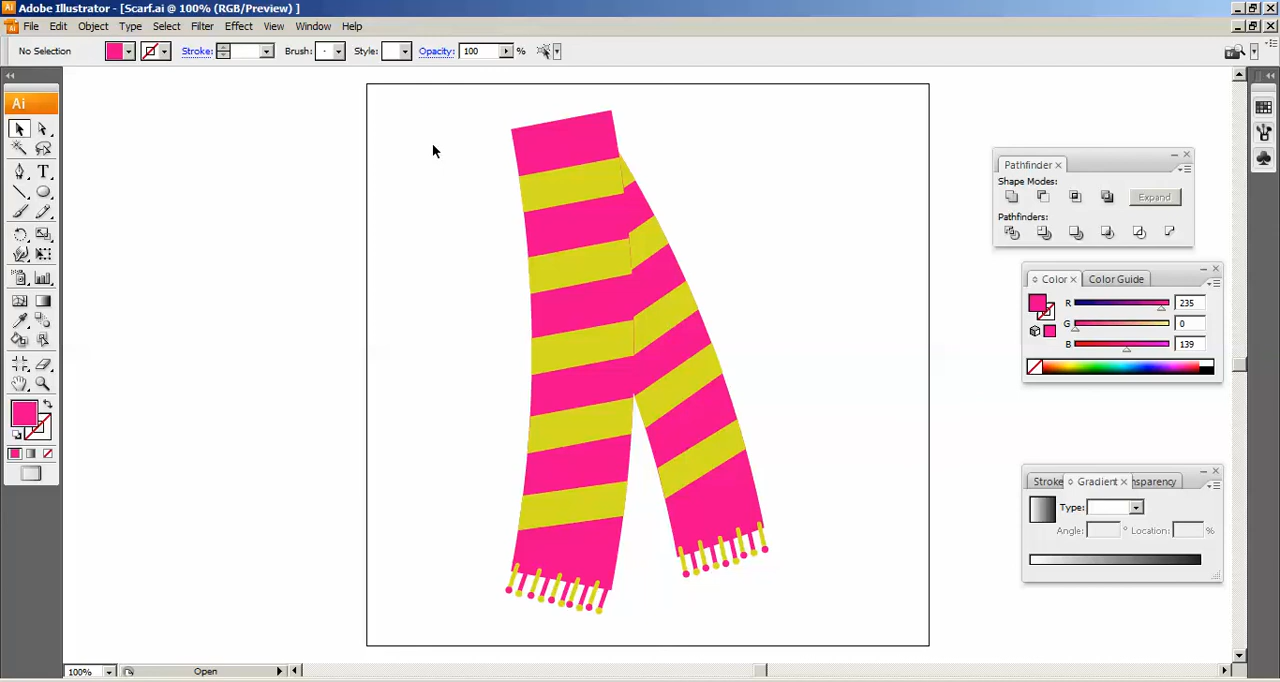 Adobe Illustrator - [Scarf.ai @ 100% (RGB/Preview) ]
File Edit Object Type Select Filter Effect View Window Help
No Selection Stroke: Brush: Style: Opacity: 100 %
Ai
Pathfinder
Shape Modes:
Expand
Pathfinders:
Color Color Guide
R 235
G 0
B 139
Stroke Gradient nsparency
Type:
Angle: ° Location: %
100% Open